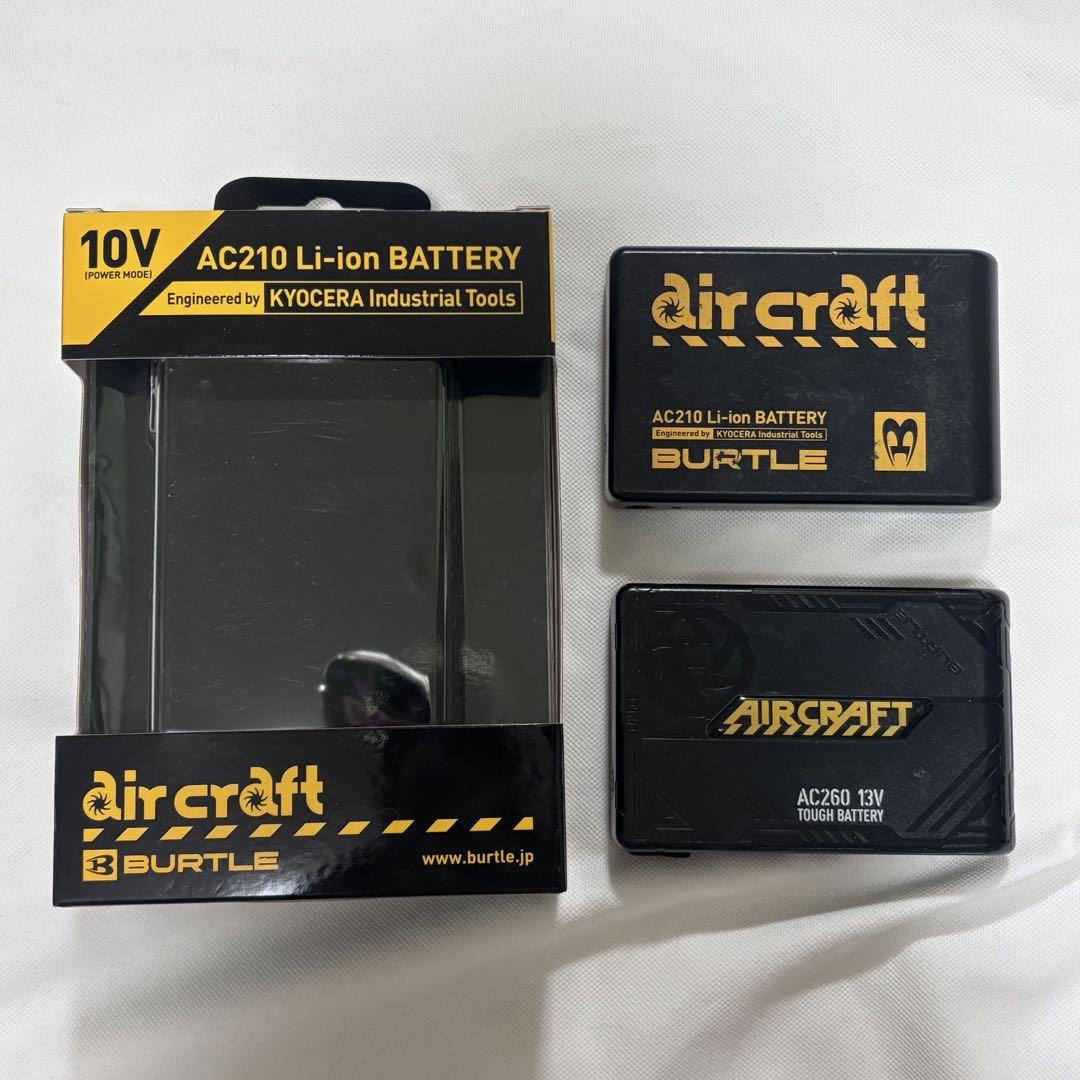 10V
(POWER MODE)
AC210 Li-ion BATTERY
Engineered by KYOCERA Industrial Tools
air craft
BURTLE
www.burtle.jp
air craft
AC210 Li-ion BATTERY
Engineered by KYOCERA Industrial Tools
BURTLE
BURTLE
AIRCRAFT
AC260 13V
TOUGH BATTERY